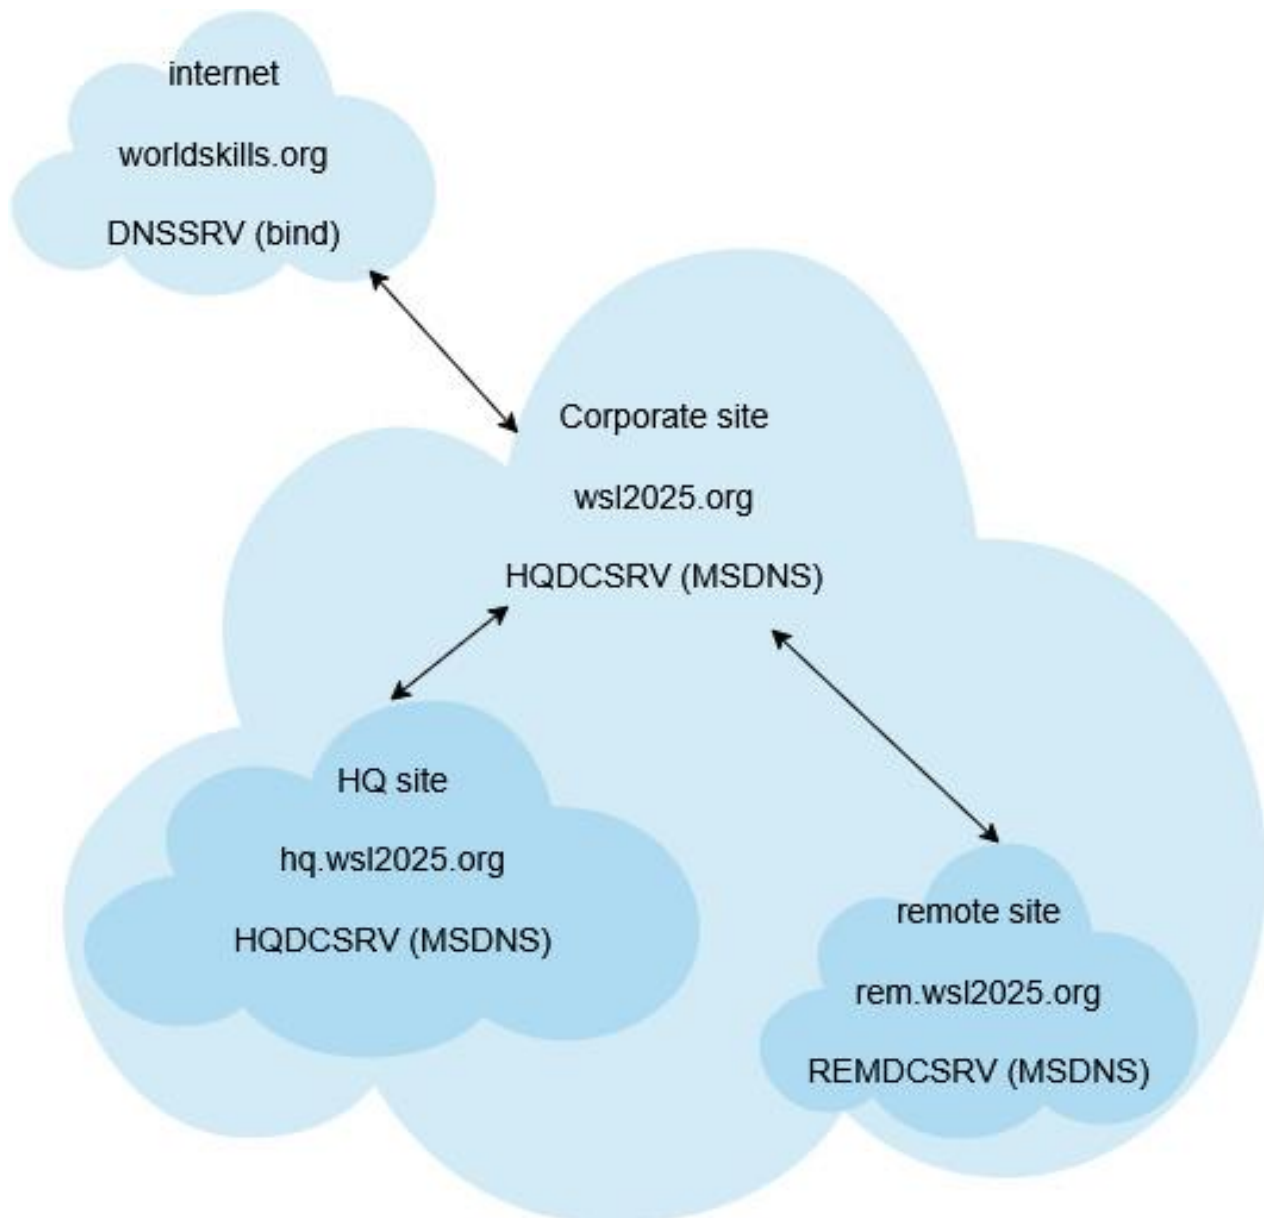 internet
worldskills.org
DNSSRV (bind)
Corporate site
wsl2025.org
HQDCSRV (MSDNS)
HQ site
hq.wsl2025.org
HQDCSRV (MSDNS)
remote site
rem.wsl2025.org
REMDCSRV (MSDNS)